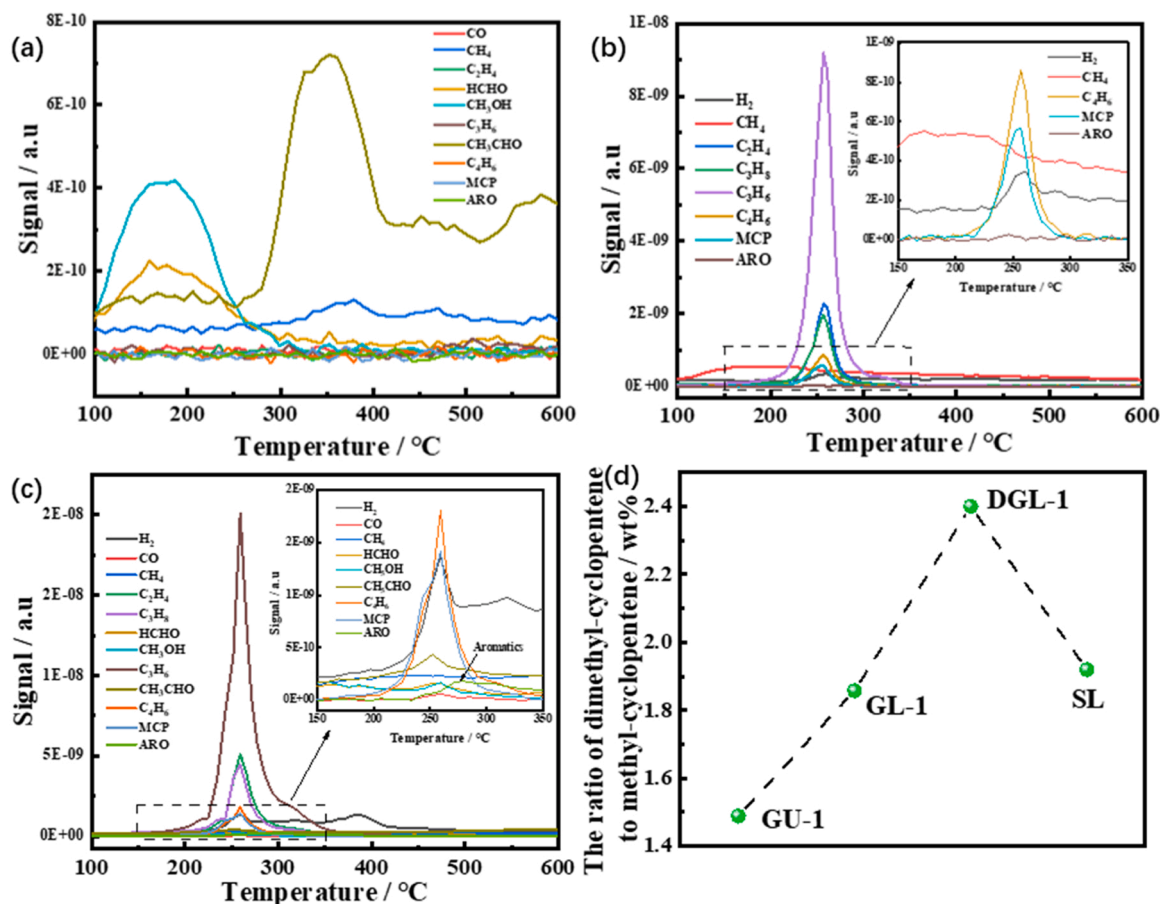 (a)
8E-10
6E-10
4E-10
2E-10
0E+00
Signal / a.u
100
200
300
400
500
600
Temperature / °C
CO
CH₄
C₂H₄
HCHO
CH₃OH
C₃H₆
CH₃CHO
C₄H₆
MCP
ARO
(b)
1E-08
8E-09
6E-09
4E-09
2E-09
0E+00
Signal / a.u
100
200
300
400
500
600
Temperature / °C
H₂
CH₄
C₂H₄
C₃H₈
C₃H₆
C₄H₆
MCP
ARO
1E-09
8E-10
6E-10
4E-10
2E-10
0E+00
Signal / a.u
150
200
250
300
350
Temperature / °C
H₂
CH₄
C₄H₆
MCP
ARO
(c)
2E-08
2E-08
1E-08
5E-09
0E+00
Signal / a.u
100
200
300
400
500
600
Temperature / °C
H₂
CO
CH₄
C₂H₄
C₃H₈
HCHO
CH₃OH
C₃H₆
CH₃CHO
C₄H₆
MCP
ARO
2E-09
2E-09
1E-09
5E-10
0E+00
Signal / a.u
150
200
250
300
350
Temperature / °C
H₂
CO
HCHO
MCP
ARO
Aromatics
(d)
2.4
2.2
2.0
1.8
1.6
1.4
The ratio of dimethyl-cyclopentene
to methyl-cyclopentene / wt%
GU-1
GL-1
DGL-1
SL